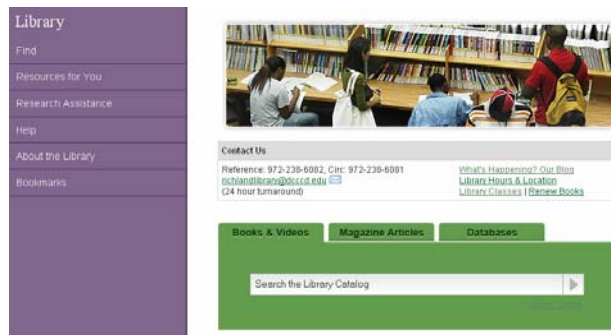 Library
Find
Resources for You
Research Assistance
Help
About the Library
Bookmarks
Contact Us
Reference: 972-238-6082, Circ: 972-238-6081
richlandlibrary@dcccd.edu
(24 hour turnaround)
What's Happening? Our Blog
Library Hours & Location
Library Classes | Renew Books
Books & Videos
Magazine Articles
Databases
Search the Library Catalog